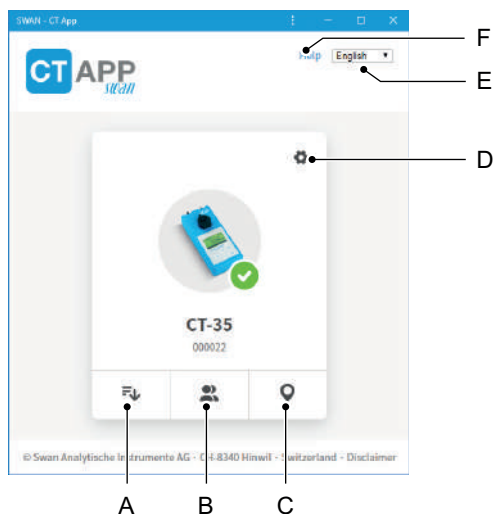 SWAN - CT App
F
Help
English
E
CT APP
swan
D
CT-35
000022
© Swan Analytische Instrumente AG - CH-8340 Hinwil - Switzerland - Disclaimer
A B C